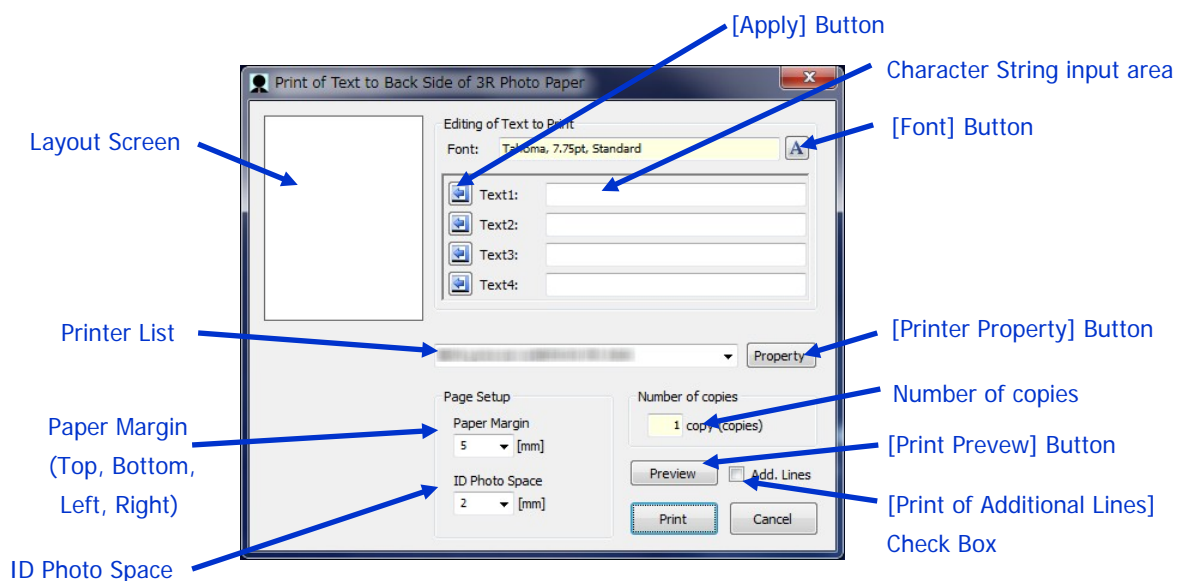 [Apply] Button
Print of Text to Back Side of 3R Photo Paper
Character String input area
Layout Screen
Editing of Text to Print
[Font] Button
Font: Tahoma, 7.75pt, Standard
A
Text1:
Text2:
Text3:
Text4:
Printer List
[Printer Property] Button
Property
Page Setup
Number of copies
Number of copies
Paper Margin
(Top, Bottom,
Left, Right)
Paper Margin
5 [mm]
1 copy (copies)
[Print Prevew] Button
ID Photo Space
2 [mm]
Preview
Add. Lines
[Print of Additional Lines]
Check Box
Print
Cancel
ID Photo Space